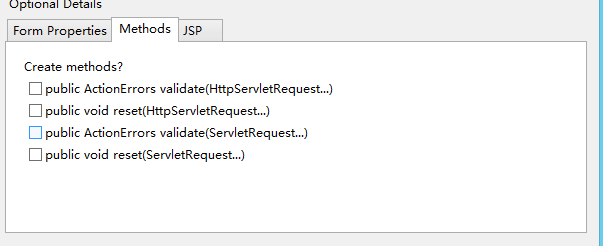 Optional Details
Form Properties Methods JSP
Create methods?
public ActionErrors validate(HttpServletRequest...)
public void reset(HttpServletRequest...)
public ActionErrors validate(ServletRequest...)
public void reset(ServletRequest...)